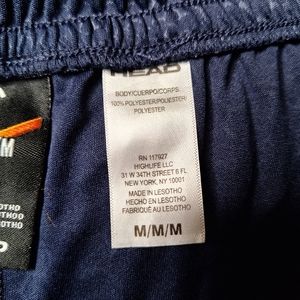 HEAD
BODY/CUERPO/CORPS
100% POLYESTER/POLIESTER/
POLYESTER
RN 117927
HIGHLIFE LLC
31 W 34TH STREET 6 FL
NEW YORK, NY 10001
MADE IN LESOTHO
HECHO EN LESOTHO
FABRIQUÉ AU LESOTHO
M/M/M
M